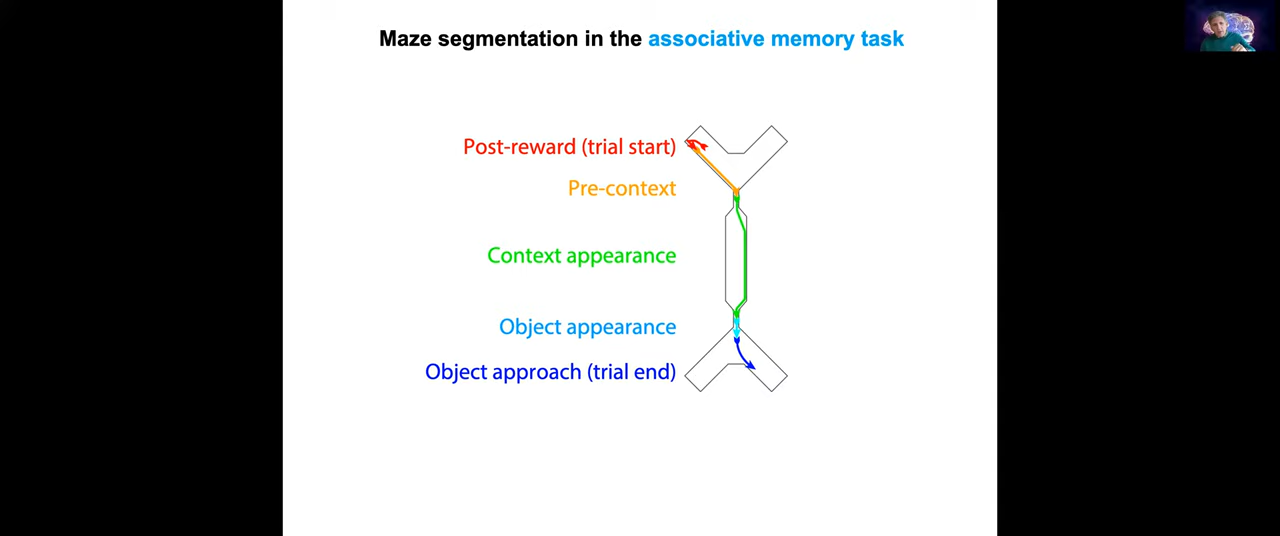 Maze segmentation in the associative memory task
Post-reward (trial start)
Pre-context
Context appearance
Object appearance
Object approach (trial end)